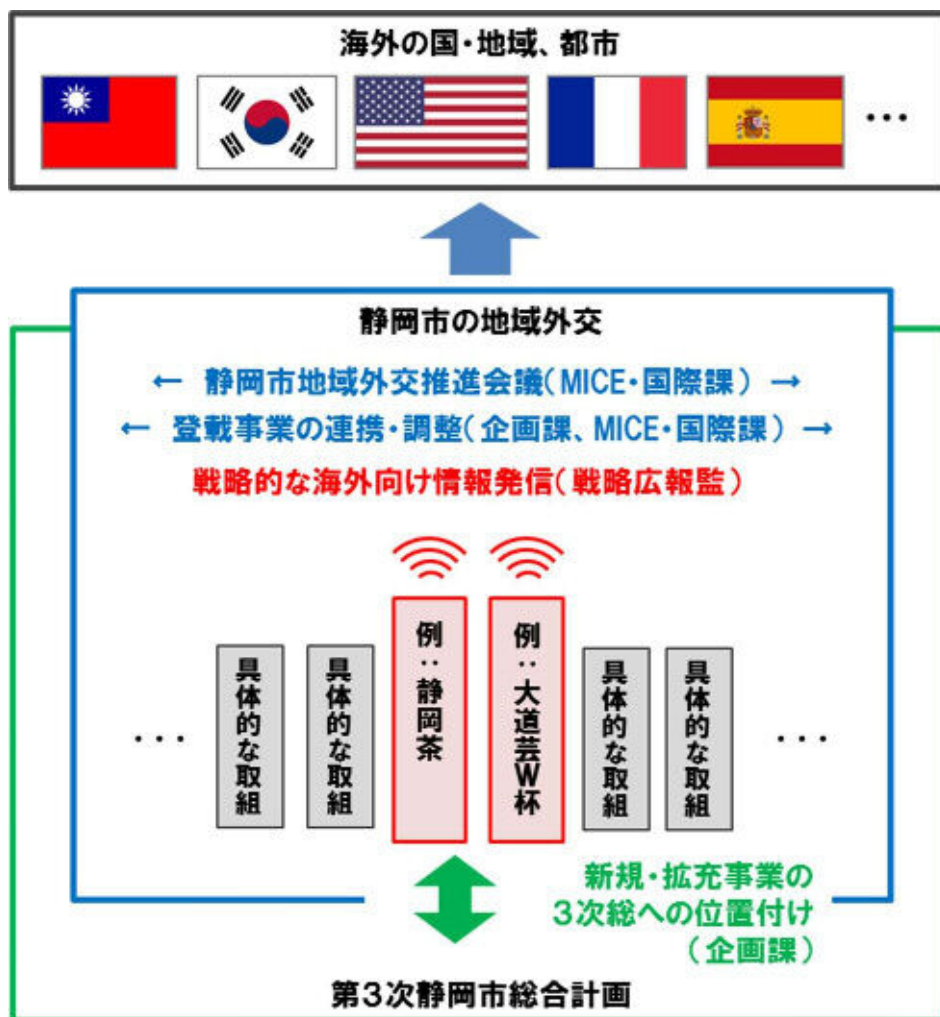 海外の国・地域、都市
…
静岡市の地域外交
← 静岡市地域外交推進会議(MICE・国際課) →
← 登載事業の連携・調整(企画課、MICE・国際課) →
戦略的な海外向け情報発信(戦略広報監)
…
具体的な取組
具体的な取組
例：静岡茶
例：大道芸W杯
具体的な取組
具体的な取組
…
新規・拡充事業の
3次総への位置付け
(企画課)
第3次静岡市総合計画